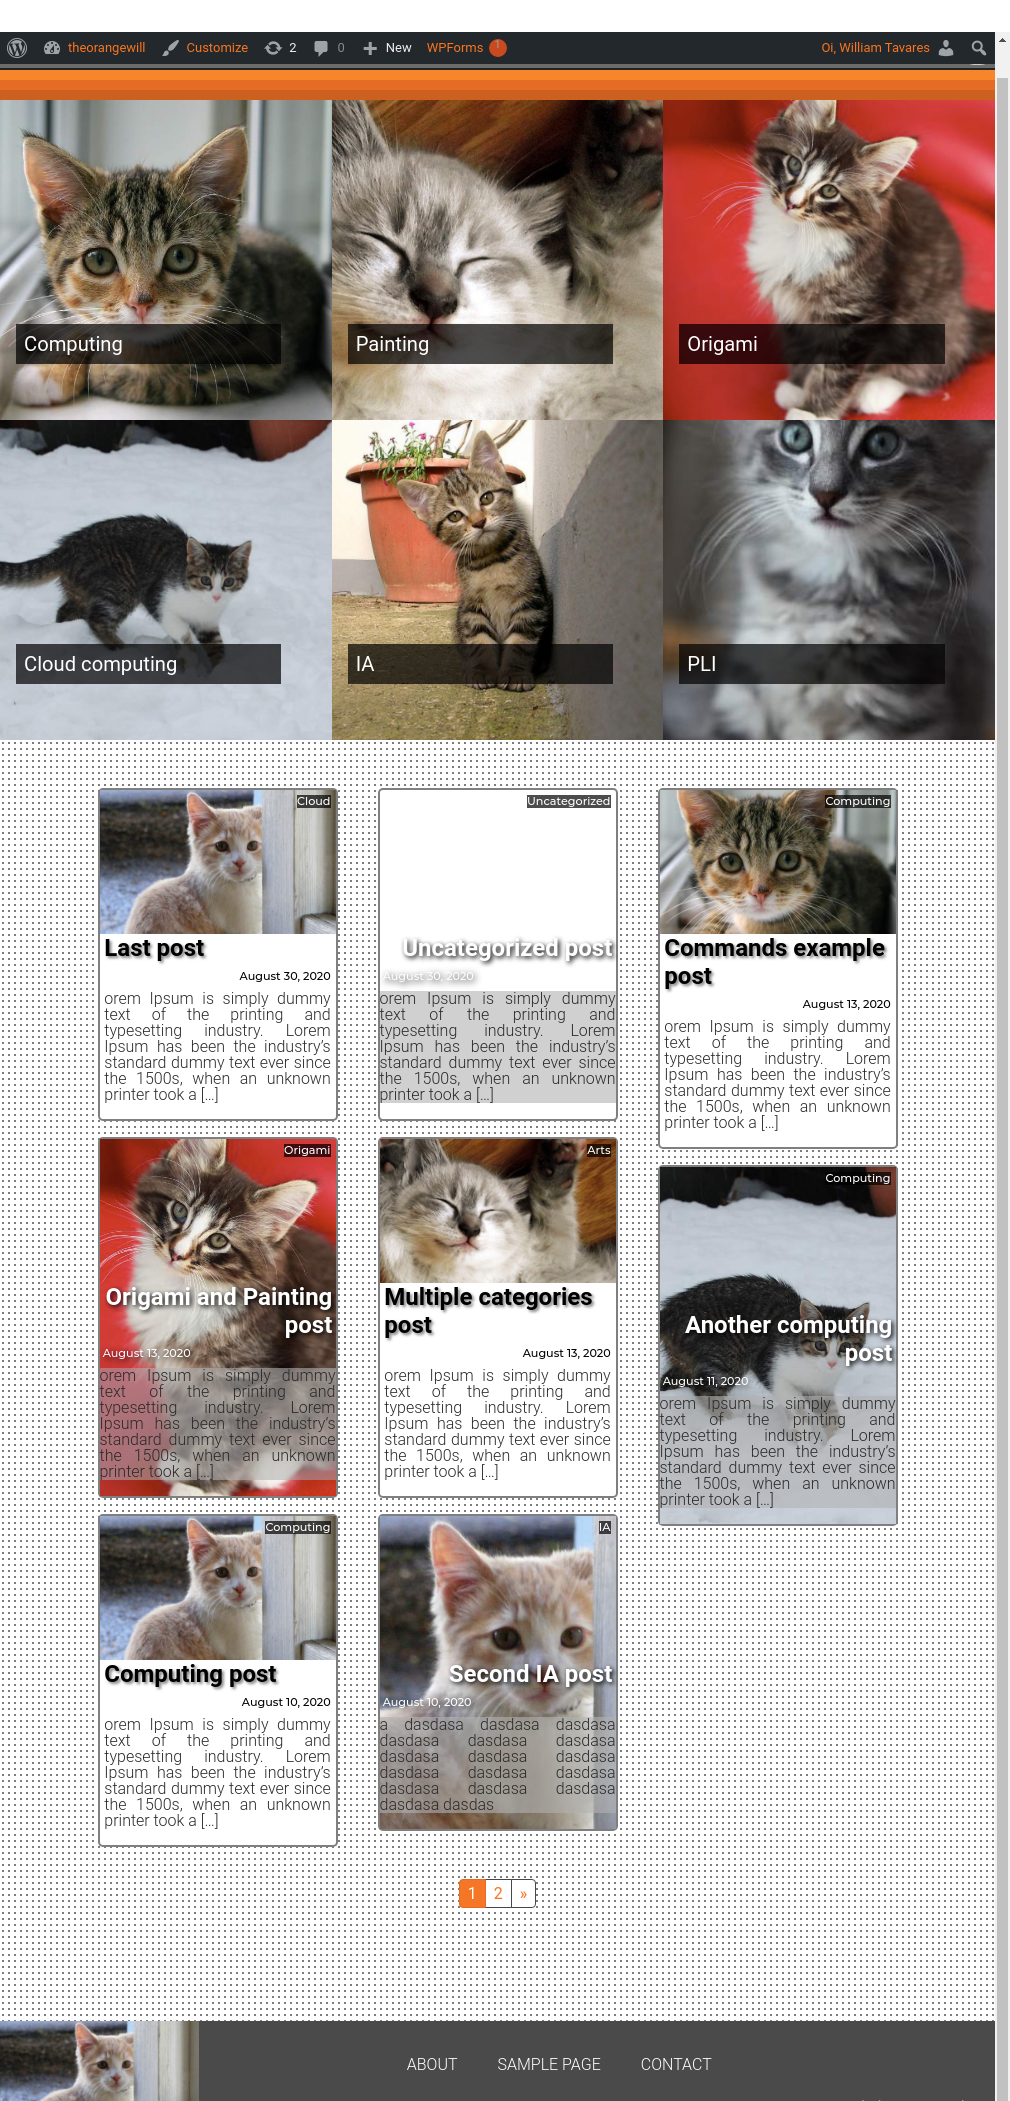 theorangewill Customize 2 0 New WPForms 1 Oi, William Tavares
Computing
Painting
Origami
Cloud computing
IA
PLI
Cloud
Last post
August 30, 2020
orem Ipsum is simply dummy
text of the printing and
typesetting industry. Lorem
Ipsum has been the industry’s
standard dummy text ever since
the 1500s, when an unknown
printer took a […]
Uncategorized
Uncategorized post
August 30, 2020
orem Ipsum is simply dummy
text of the printing and
typesetting industry. Lorem
Ipsum has been the industry’s
standard dummy text ever since
the 1500s, when an unknown
printer took a […]
Computing
Commands example
post
August 13, 2020
orem Ipsum is simply dummy
text of the printing and
typesetting industry. Lorem
Ipsum has been the industry’s
standard dummy text ever since
the 1500s, when an unknown
printer took a […]
Origami
Origami and Painting
post
August 13, 2020
orem Ipsum is simply dummy
text of the printing and
typesetting industry. Lorem
Ipsum has been the industry’s
standard dummy text ever since
the 1500s, when an unknown
printer took a […]
Arts
Multiple categories
post
August 13, 2020
orem Ipsum is simply dummy
text of the printing and
typesetting industry. Lorem
Ipsum has been the industry’s
standard dummy text ever since
the 1500s, when an unknown
printer took a […]
Computing
Another computing
post
August 11, 2020
orem Ipsum is simply dummy
text of the printing and
typesetting industry. Lorem
Ipsum has been the industry’s
standard dummy text ever since
the 1500s, when an unknown
printer took a […]
Computing
Computing post
August 10, 2020
orem Ipsum is simply dummy
text of the printing and
typesetting industry. Lorem
Ipsum has been the industry’s
standard dummy text ever since
the 1500s, when an unknown
printer took a […]
IA
Second IA post
August 10, 2020
a dasdasa dasdasa dasdasa
dasdasa dasdasa dasdasa
dasdasa dasdasa dasdasa
dasdasa dasdasa dasdasa
dasdasa dasdasa dasdasa
dasdasa dasdas
1 2 »
ABOUT SAMPLE PAGE CONTACT